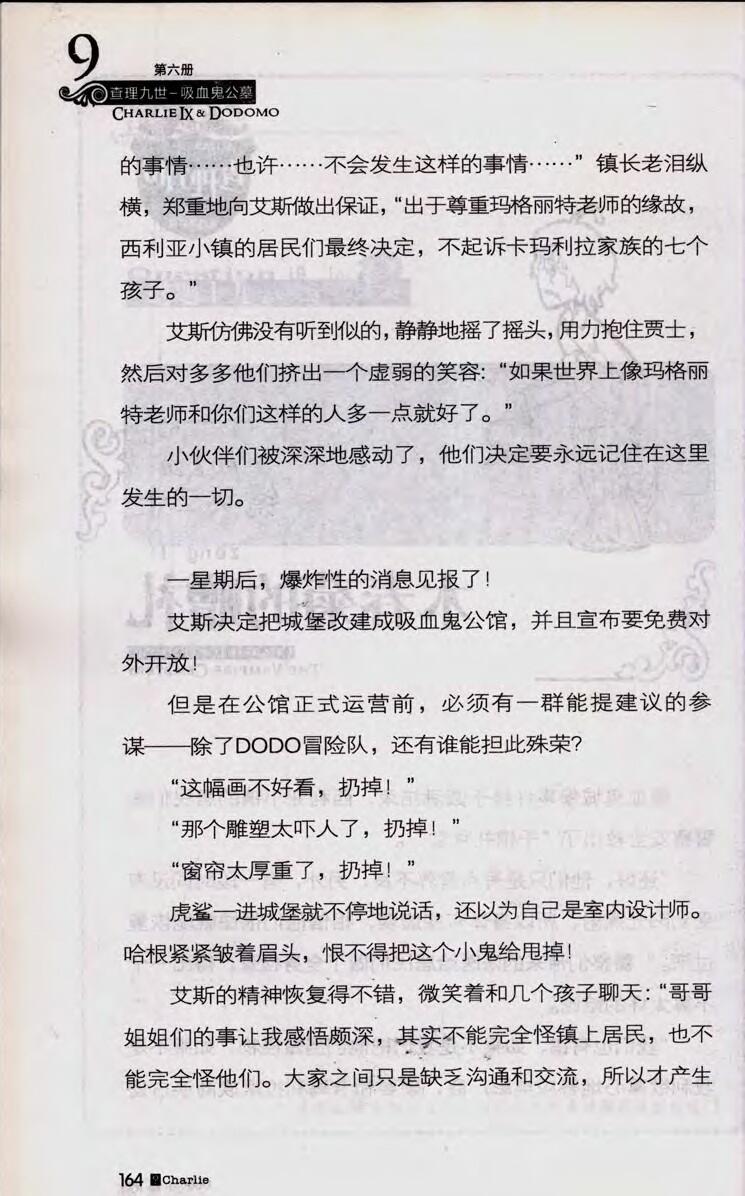 9
第六册
查理九世-吸血鬼公墓
CHARLIE IX & DODOMO
的事情……也许……不会发生这样的事情……”镇长老泪纵
横，郑重地向艾斯做出保证，“出于尊重玛格丽特老师的缘故，
西利亚小镇的居民们最终决定，不起诉卡玛利拉家族的七个
孩子。”
艾斯仿佛没有听到似的，静静地摇了摇头，用力抱住贾士，
然后对多多他们挤出一个虚弱的笑容：“如果世界上像玛格丽
特老师和你们这样的人多一点就好了。”
小伙伴们被深深地感动了，他们决定要永远记住在这里
发生的一切。
一星期后，爆炸性的消息见报了！
艾斯决定把城堡改建成吸血鬼公馆，并且宣布要免费对
外开放！
但是在公馆正式运营前，必须有一群能提建议的参
谋——除了DODO冒险队，还有谁能担此殊荣？
“这幅画不好看，扔掉！”
“那个雕塑太吓人了，扔掉！”
“窗帘太厚重了，扔掉！”
虎鲨一进城堡就不停地说话，还以为自己是室内设计师。
哈根紧紧皱着眉头，恨不得把这个小鬼给甩掉！
艾斯的精神恢复得不错，微笑着和几个孩子聊天：“哥哥
姐姐们的事让我感悟颇深，其实不能完全怪镇上居民，也不
能完全怪他们。大家之间只是缺乏沟通和交流，所以才产生
164 Charlie